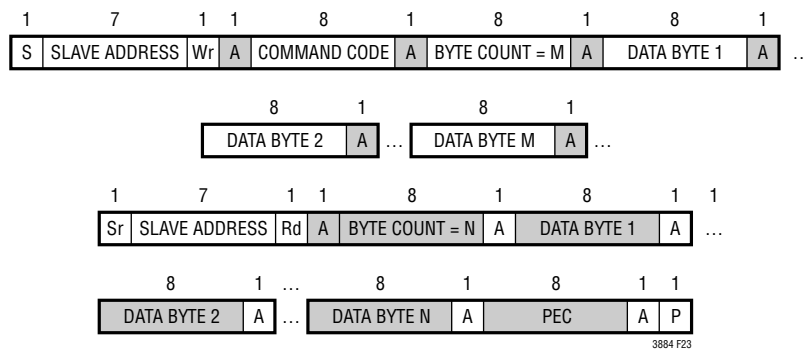 1 7 1 1 8 1 8 1 8 1
S SLAVE ADDRESS Wr A COMMAND CODE A BYTE COUNT = M A DATA BYTE 1 A ..
8 1 8 1
DATA BYTE 2 A ... DATA BYTE M A ...
1 7 1 1 8 1 8 1 1
Sr SLAVE ADDRESS Rd A BYTE COUNT = N A DATA BYTE 1 A ...
8 1 ... 8 1 8 1 1
DATA BYTE 2 A ... DATA BYTE N A PEC A P
3884 F23